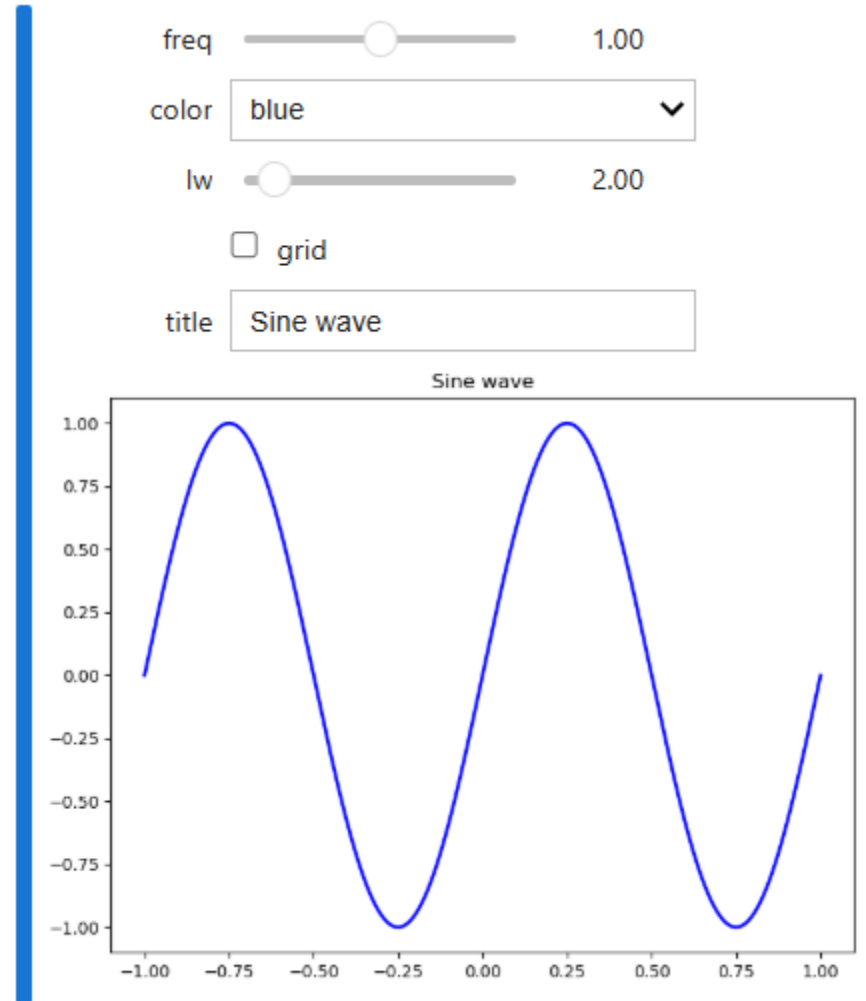 freq 1.00
color blue
lw 2.00
grid
title Sine wave
Sine wave
1.00
0.75
0.50
0.25
0.00
−0.25
−0.50
−0.75
−1.00
−1.00 −0.75 −0.50 −0.25 0.00 0.25 0.50 0.75 1.00